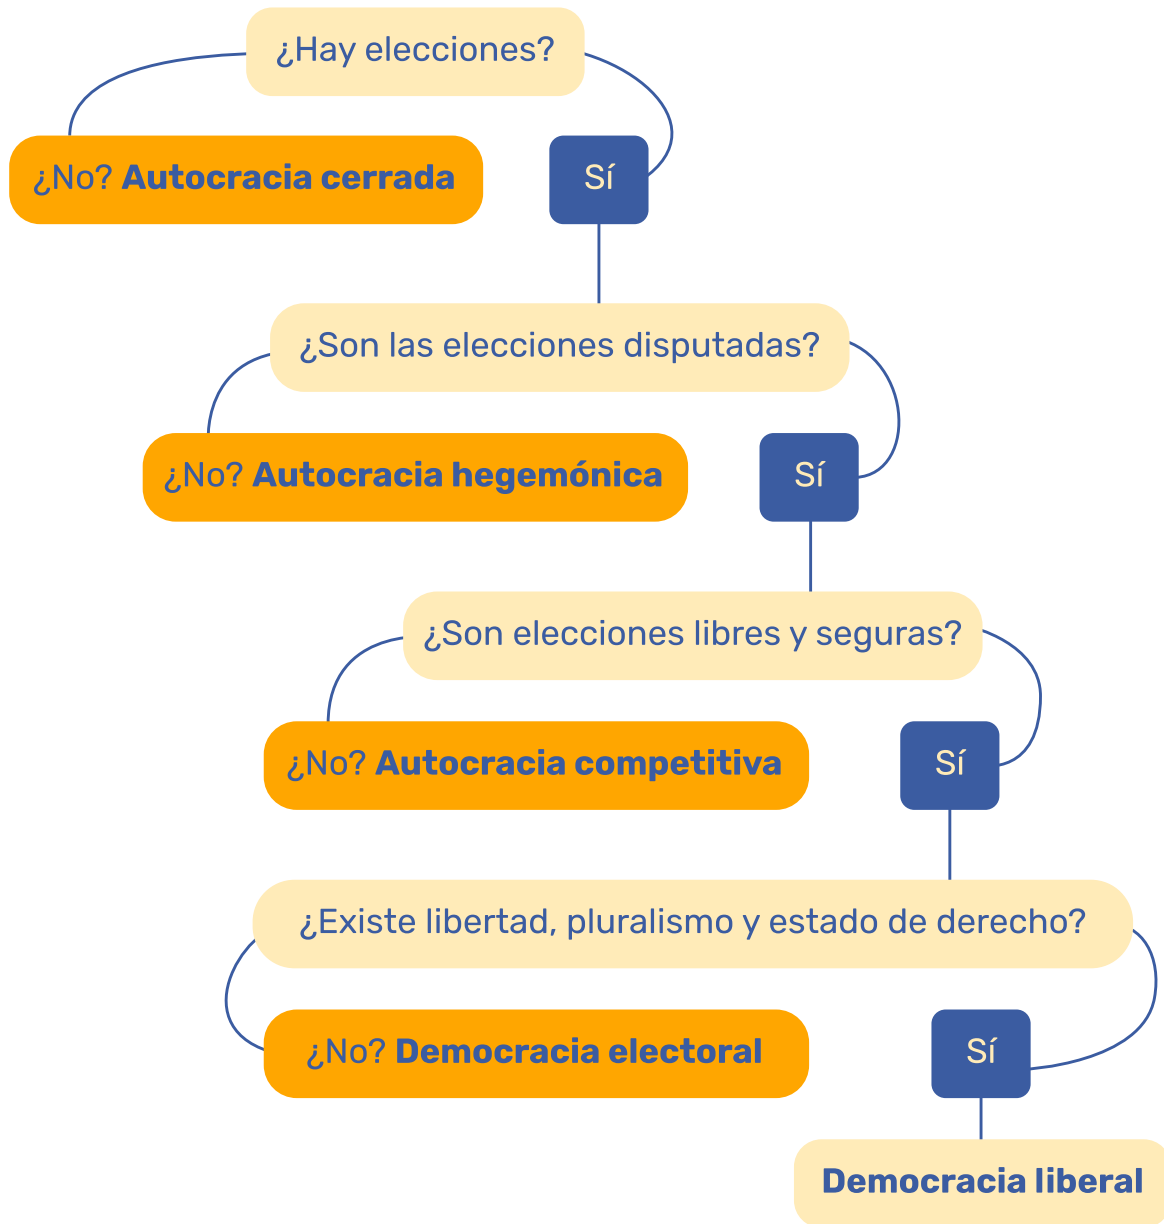 ¿Hay elecciones?
¿No? Autocracia cerrada
Sí
¿Son las elecciones disputadas?
¿No? Autocracia hegemónica
Sí
¿Son elecciones libres y seguras?
¿No? Autocracia competitiva
Sí
¿Existe libertad, pluralismo y estado de derecho?
¿No? Democracia electoral
Sí
Democracia liberal